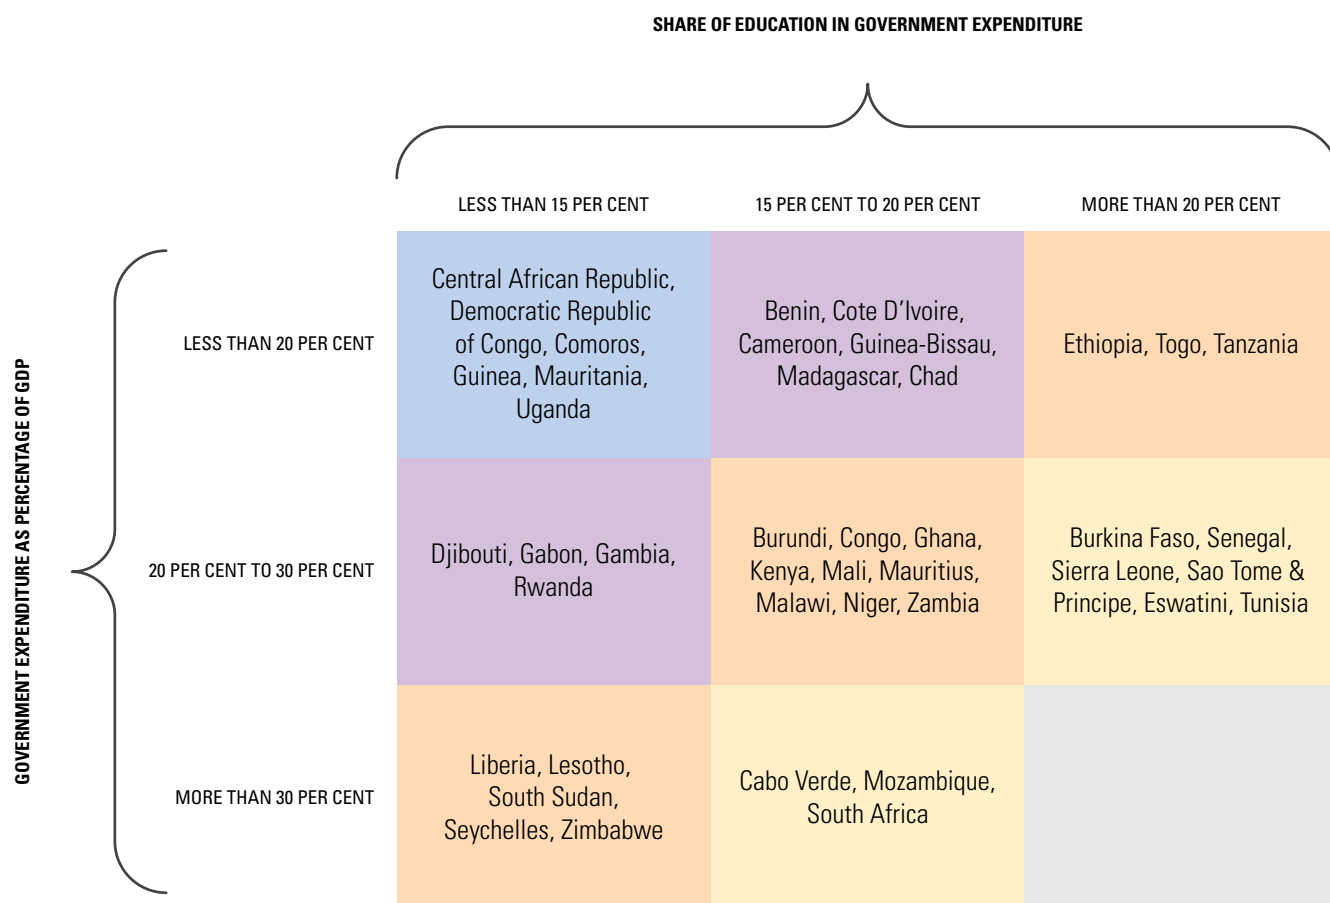 SHARE OF EDUCATION IN GOVERNMENT EXPENDITURE
LESS THAN 15 PER CENT
15 PER CENT TO 20 PER CENT
MORE THAN 20 PER CENT
GOVERNMENT EXPENDITURE AS PERCENTAGE OF GDP
LESS THAN 20 PER CENT
Central African Republic,
Democratic Republic
of Congo, Comoros,
Guinea, Mauritania,
Uganda
Benin, Cote D'Ivoire,
Cameroon, Guinea-Bissau,
Madagascar, Chad
Ethiopia, Togo, Tanzania
20 PER CENT TO 30 PER CENT
Djibouti, Gabon, Gambia,
Rwanda
Burundi, Congo, Ghana,
Kenya, Mali, Mauritius,
Malawi, Niger, Zambia
Burkina Faso, Senegal,
Sierra Leone, Sao Tome &
Principe, Eswatini, Tunisia
MORE THAN 30 PER CENT
Liberia, Lesotho,
South Sudan,
Seychelles, Zimbabwe
Cabo Verde, Mozambique,
South Africa